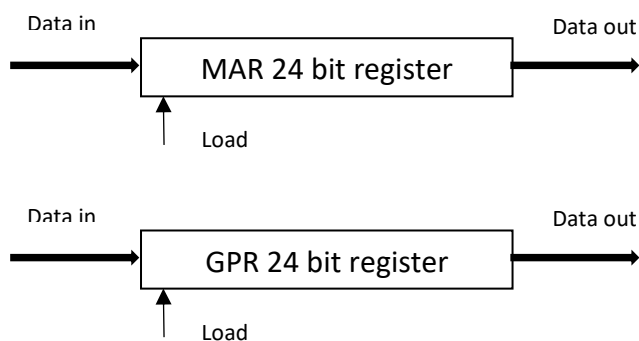 Data in
Data out
MAR 24 bit register
Load
Data in
Data out
GPR 24 bit register
Load